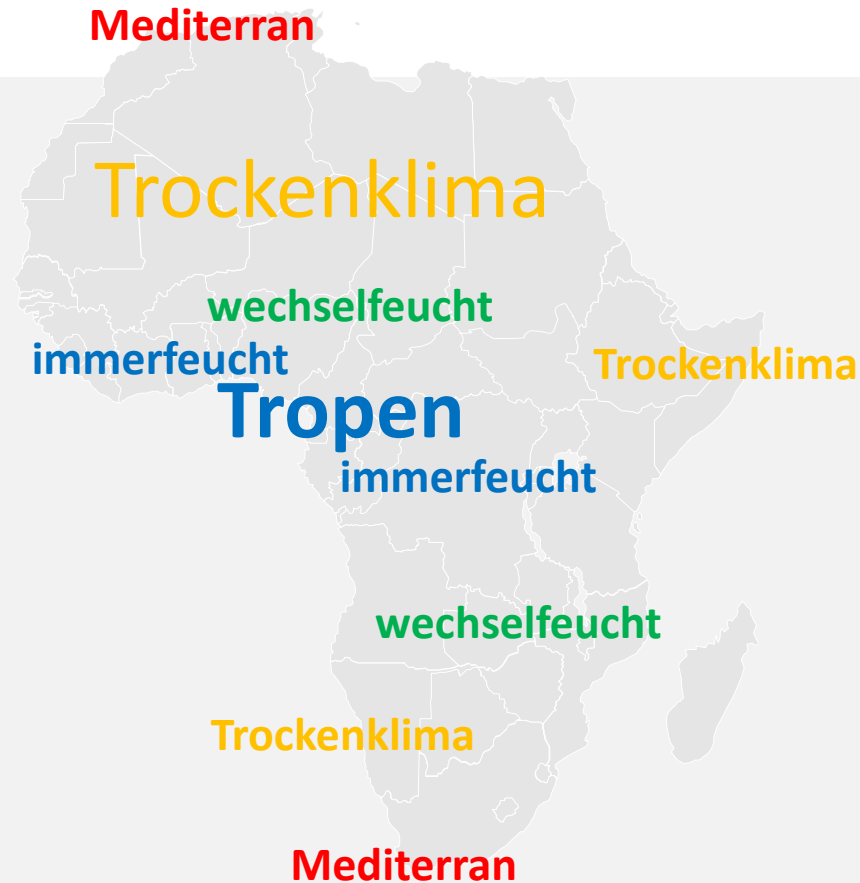 Mediterran
Trockenklima
wechselfeucht
immerfeucht
Trockenklima
Tropen
immerfeucht
wechselfeucht
Trockenklima
Mediterran